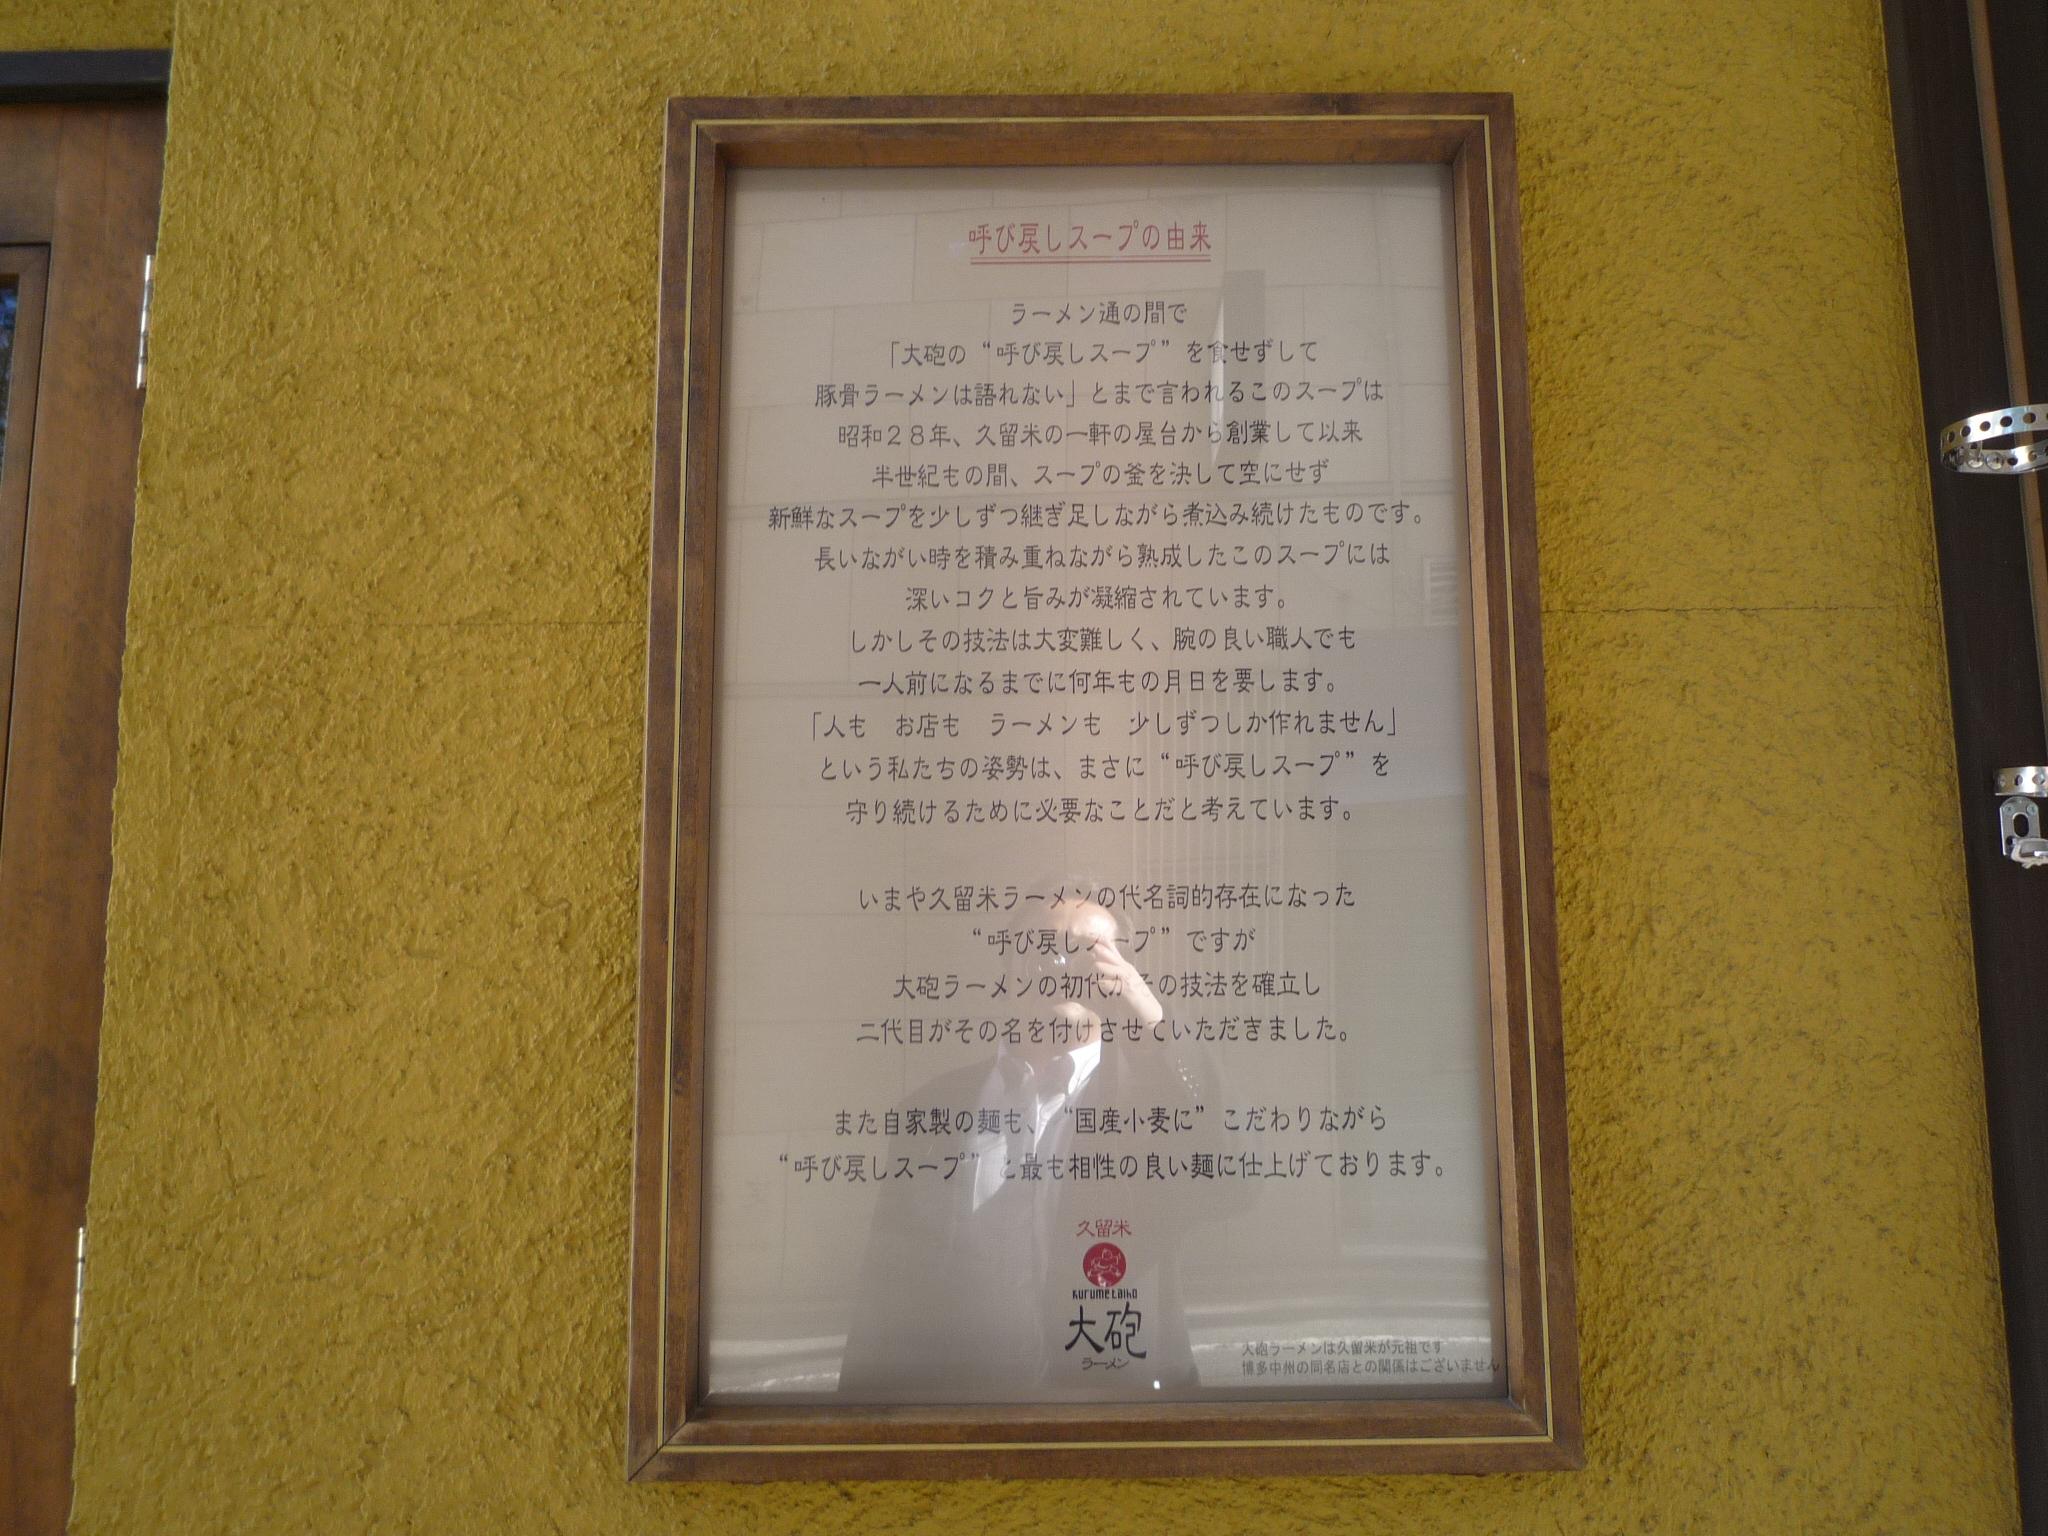 呼び戻しスープの由来
ラーメン通の間で
「大砲の“呼び戻しスープ”を食せずして
豚骨ラーメンは語れない」とまで言われるこのスープは
昭和２８年、久留米の一軒の屋台から創業して以来
半世紀もの間、スープの釜を決して空にせず
新鮮なスープを少しずつ継ぎ足しながら煮込み続けたものです。
長いながい時を積み重ねながら熟成したこのスープには
深いコクと旨みが凝縮されています。
しかしその技法は大変難しく、腕の良い職人でも
一人前になるまでに何年もの月日を要します。
「人も　お店も　ラーメンも　少しずつしか作れません」
という私たちの姿勢は、まさに“呼び戻しスープ”を
守り続けるために必要なことだと考えています。
いまや久留米ラーメンの代名詞的存在になった
“呼び戻しスープ”ですが
大砲ラーメンの初代がその技法を確立し
二代目がその名を付けさせていただきました。
また自家製の麺も、“国産小麦に”こだわりながら
“呼び戻しスープ”と最も相性の良い麺に仕上げております。
久留米
Kurume taiho
大砲
ラーメン
大砲ラーメンは久留米が元祖です
博多中州の同名店との関係はございません